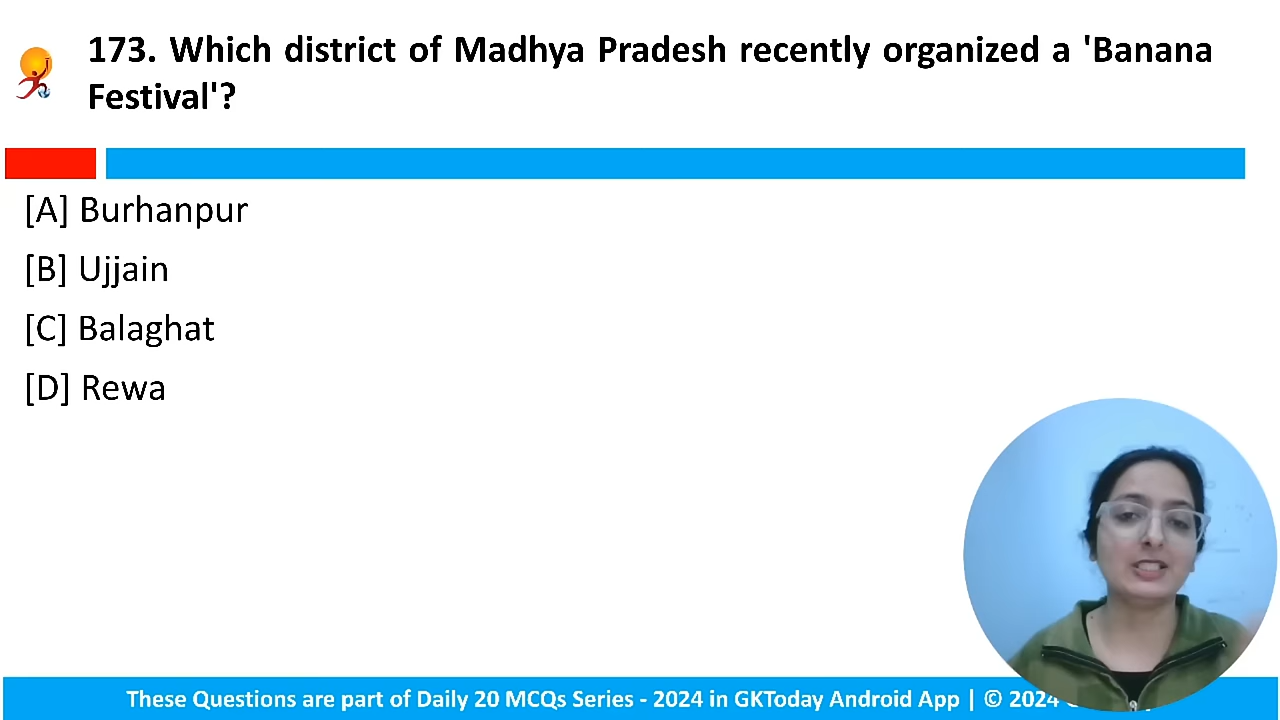 173. Which district of Madhya Pradesh recently organized a 'Banana
Festival'?
[A] Burhanpur
[B] Ujjain
[C] Balaghat
[D] Rewa
These Questions are part of Daily 20 MCQs Series - 2024 in GKToday Android App | © 2024